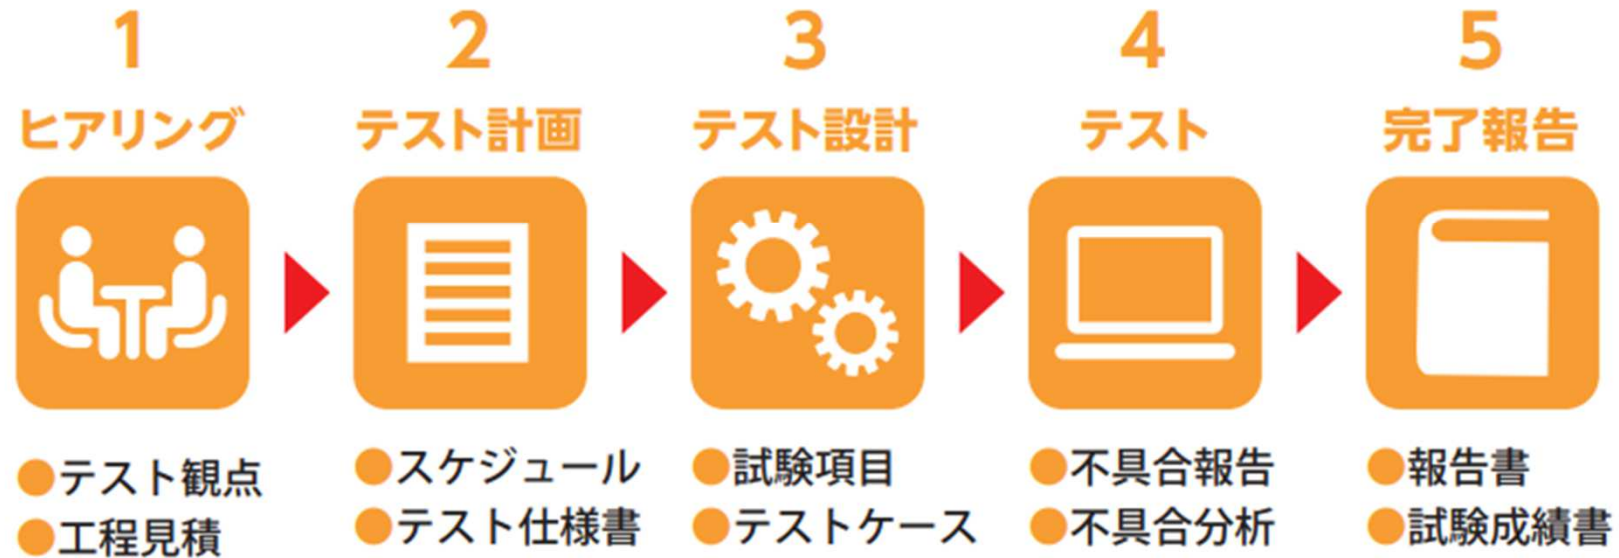 1
ヒアリング
●テスト観点
●工程見積
2
テスト計画
●スケジュール
●テスト仕様書
3
テスト設計
●試験項目
●テストケース
4
テスト
●不具合報告
●不具合分析
5
完了報告
●報告書
●試験成績書